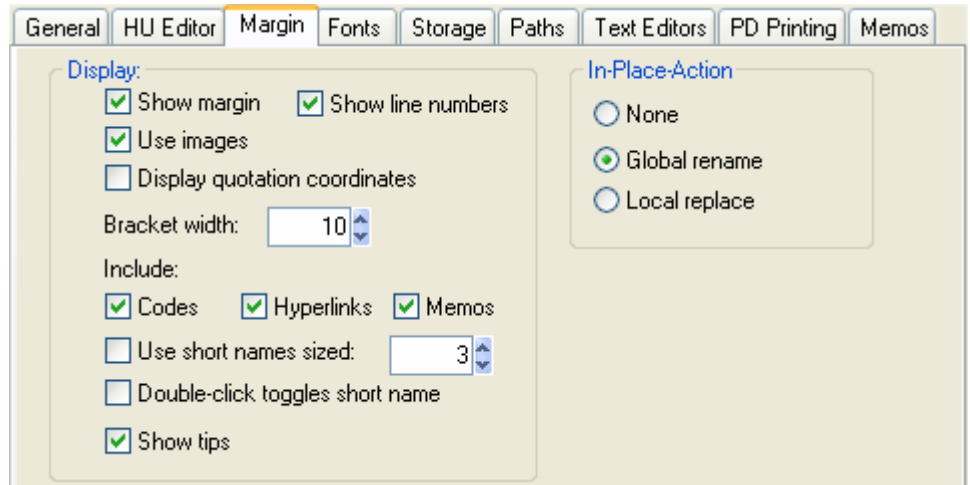 General HU Editor Margin Fonts Storage Paths Text Editors PD Printing Memos
Display:
Show margin Show line numbers
Use images
Display quotation coordinates
Bracket width: 10
Include:
Codes Hyperlinks Memos
Use short names sized: 3
Double-click toggles short name
Show tips
In-Place-Action
None
Global rename
Local replace